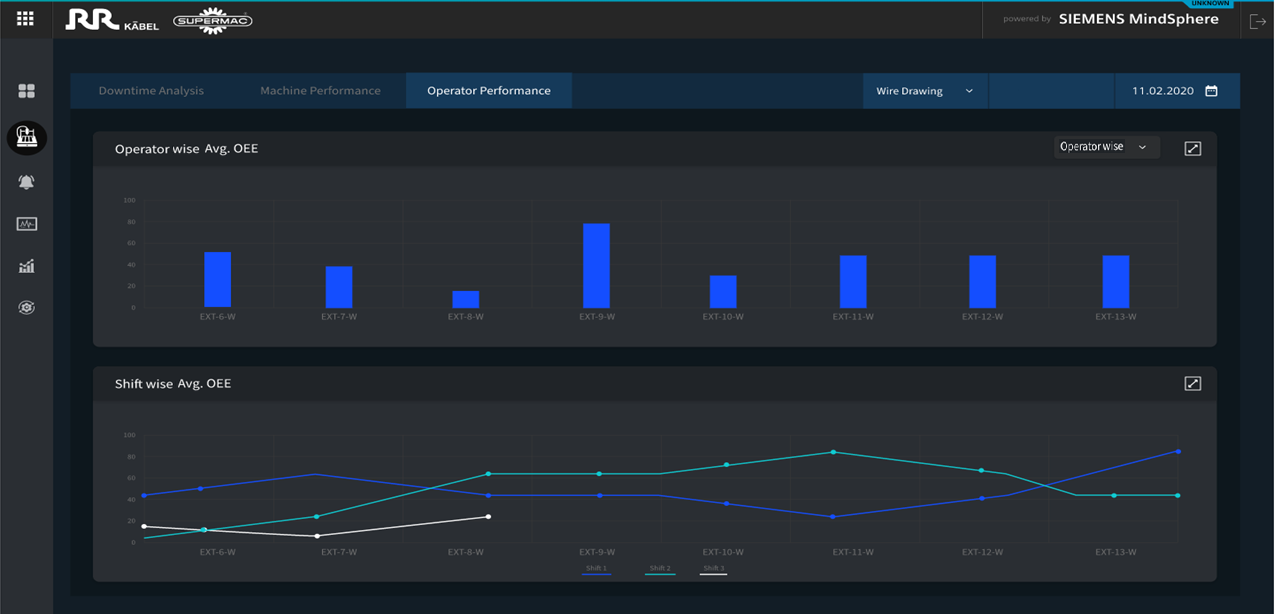 RR KÄBEL SUPERMAC
UNKNOWN
powered by SIEMENS MindSphere
Downtime Analysis Machine Performance Operator Performance Wire Drawing 11.02.2020
Operator wise Avg. OEE Operator wise
100
80
60
40
20
0
EXT-6-W EXT-7-W EXT-8-W EXT-9-W EXT-10-W EXT-11-W EXT-12-W EXT-13-W
Shift wise Avg. OEE
100
80
60
40
20
0
EXT-6-W EXT-7-W EXT-8-W EXT-9-W EXT-10-W EXT-11-W EXT-12-W EXT-13-W
Shift 1 Shift 2 Shift 3